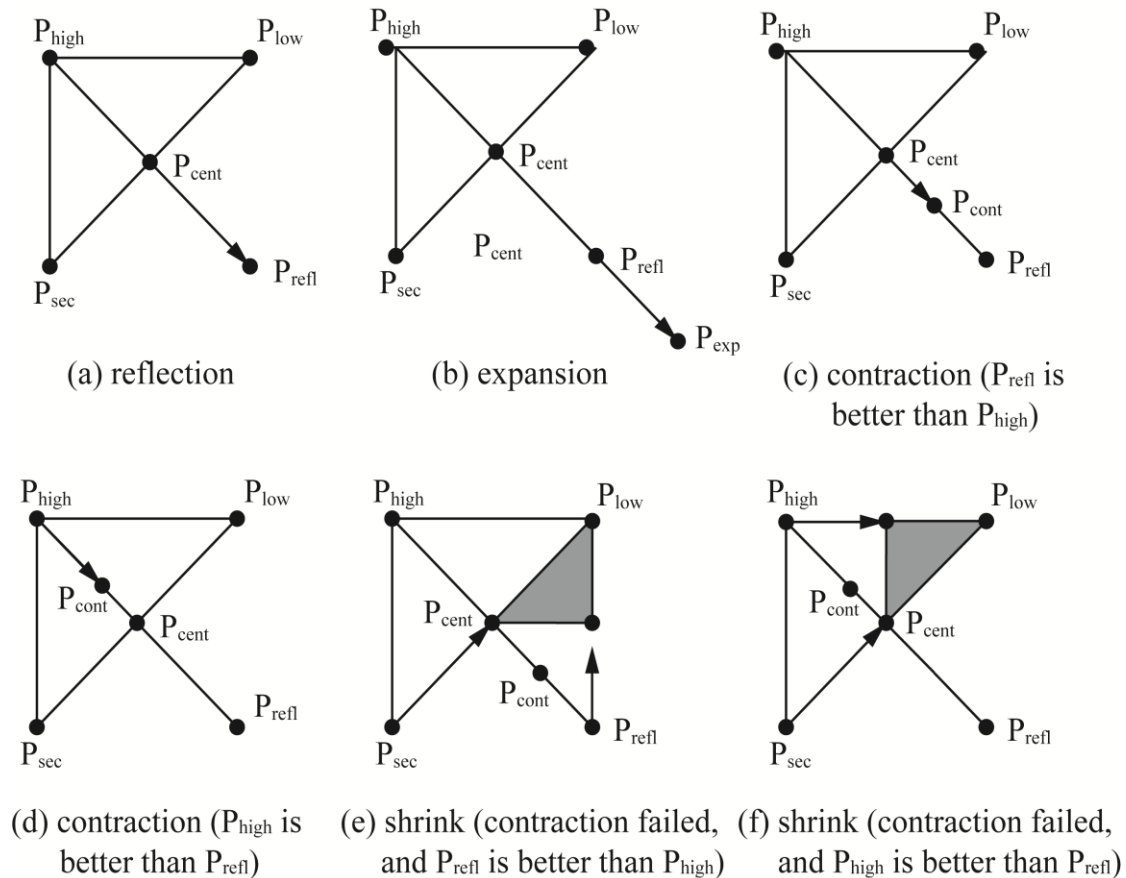 P_high P_low
P_cent
P_sec P_refl
(a) reflection
P_high P_low
P_cent
P_cent
P_sec P_refl
P_exp
(b) expansion
P_high P_low
P_cent
P_cont
P_sec P_refl
(c) contraction (P_refl is
better than P_high)
P_high P_low
P_cont
P_cent
P_sec P_refl
(d) contraction (P_high is
better than P_refl)
P_high P_low
P_cent
P_cont
P_sec P_refl
(e) shrink (contraction failed,
and P_refl is better than P_high)
P_high P_low
P_cont
P_cent
P_sec P_refl
(f) shrink (contraction failed,
and P_high is better than P_refl)